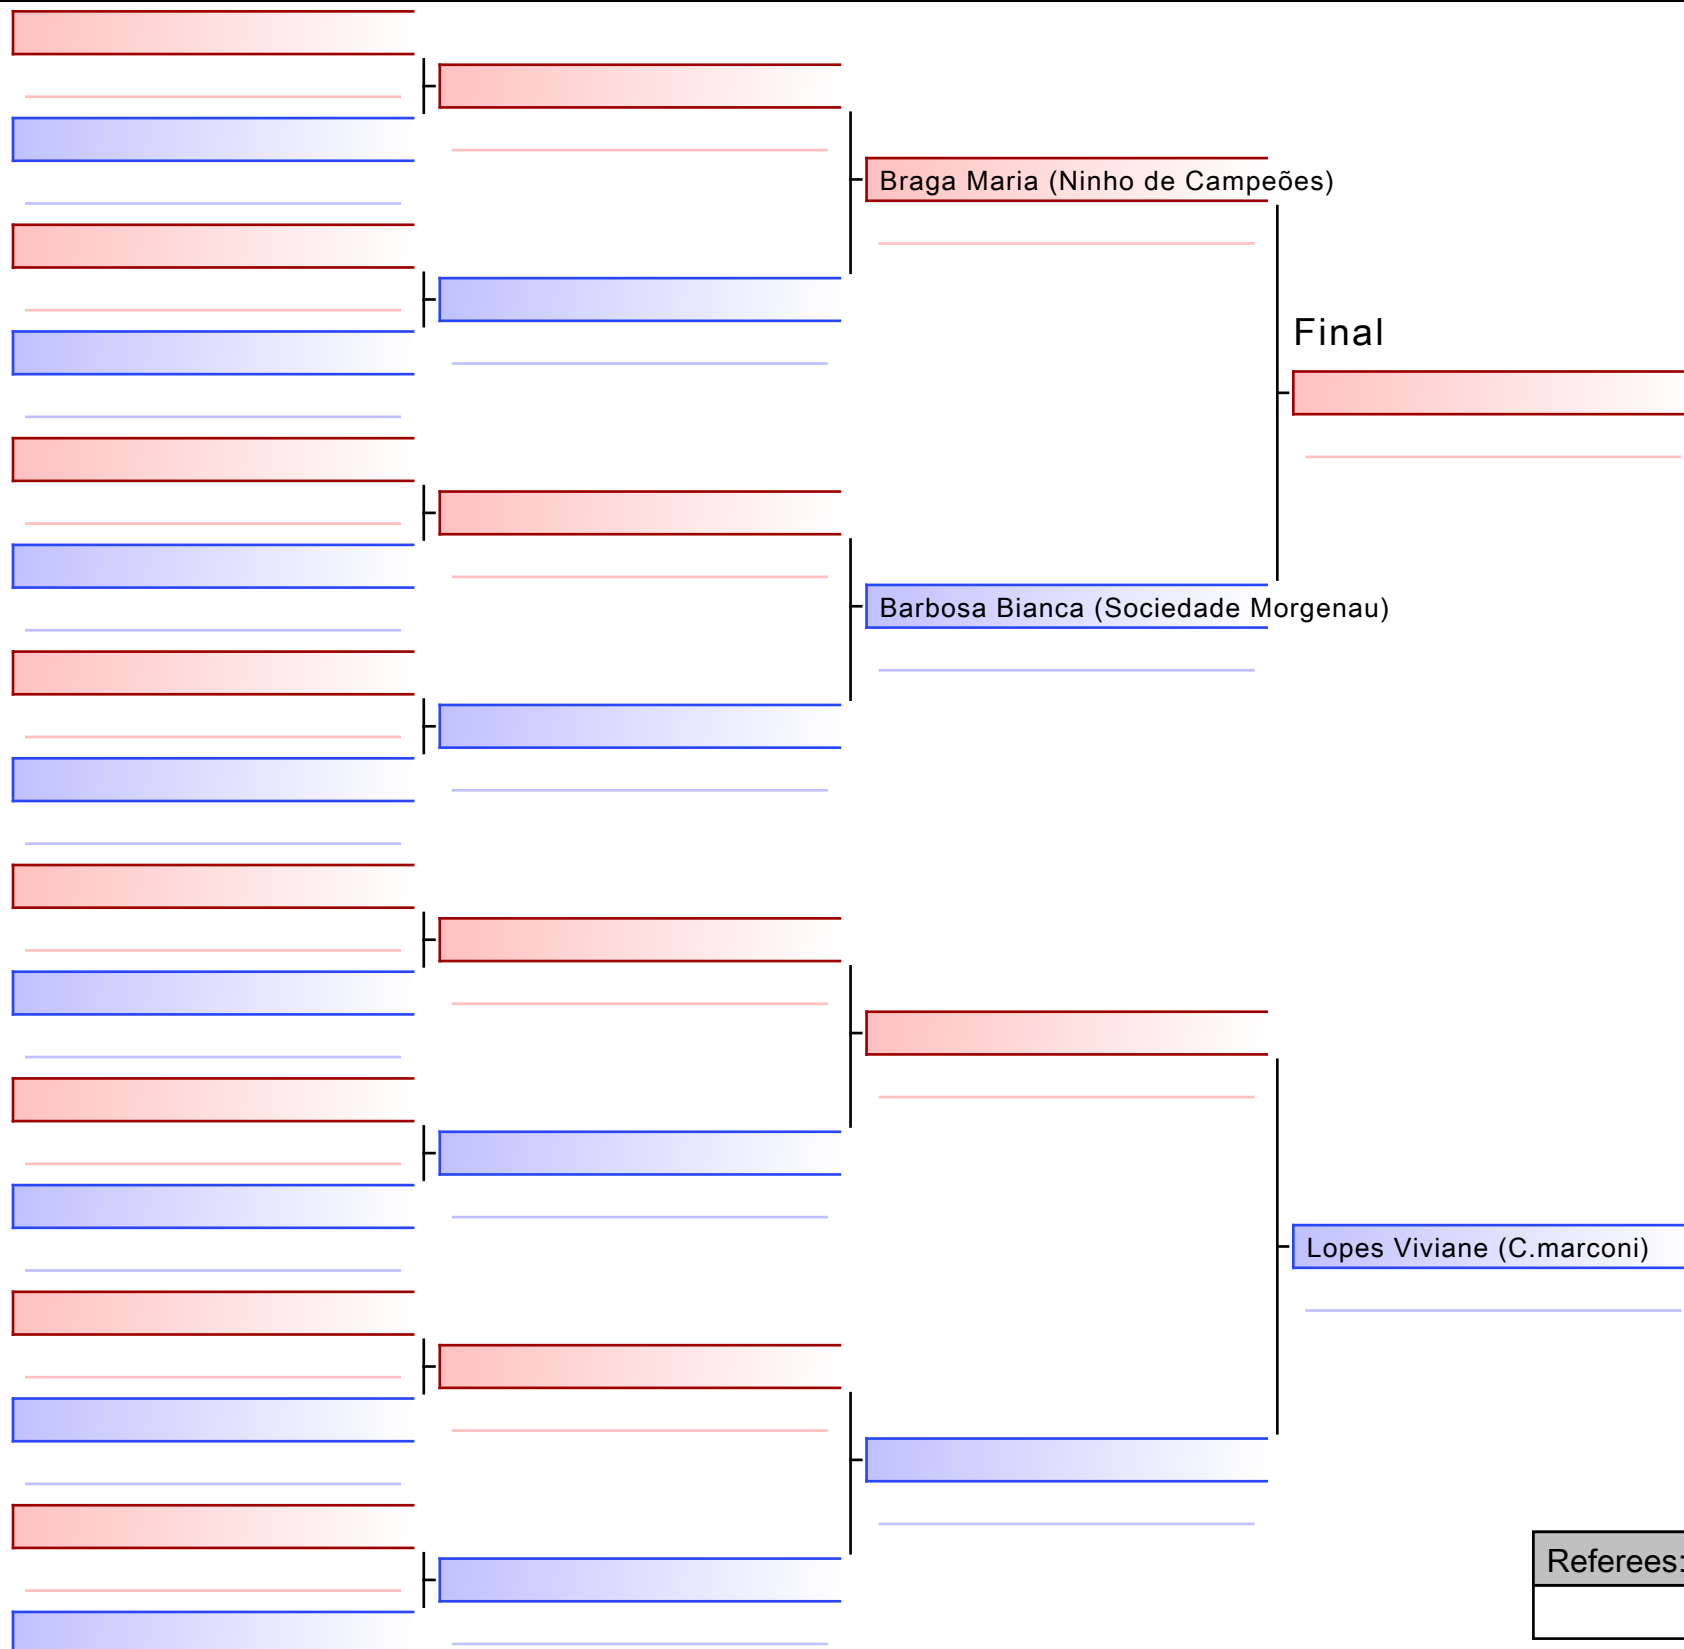 Braga Maria (Ninho de Campeões)
Final
Barbosa Bianca (Sociedade Morgenau)
Lopes Viviane (C.marconi)
Referees: